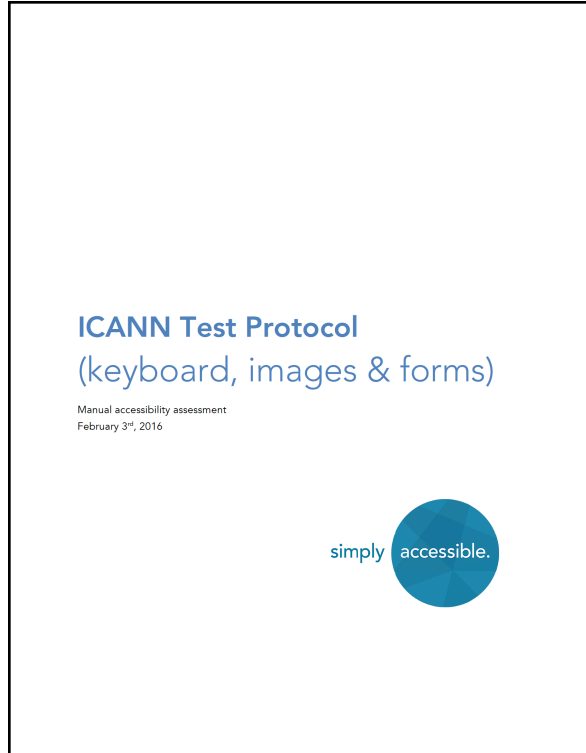 ICANN Test Protocol
(keyboard, images & forms)
Manual accessibility assessment
February 3rd, 2016
simply accessible.